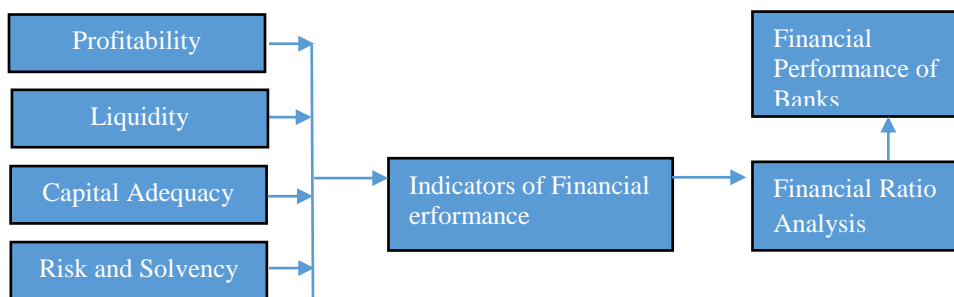 Profitability
Liquidity
Capital Adequacy
Risk and Solvency
Indicators of Financial
erformance
Financial
Performance of
Banks
Financial Ratio
Analysis